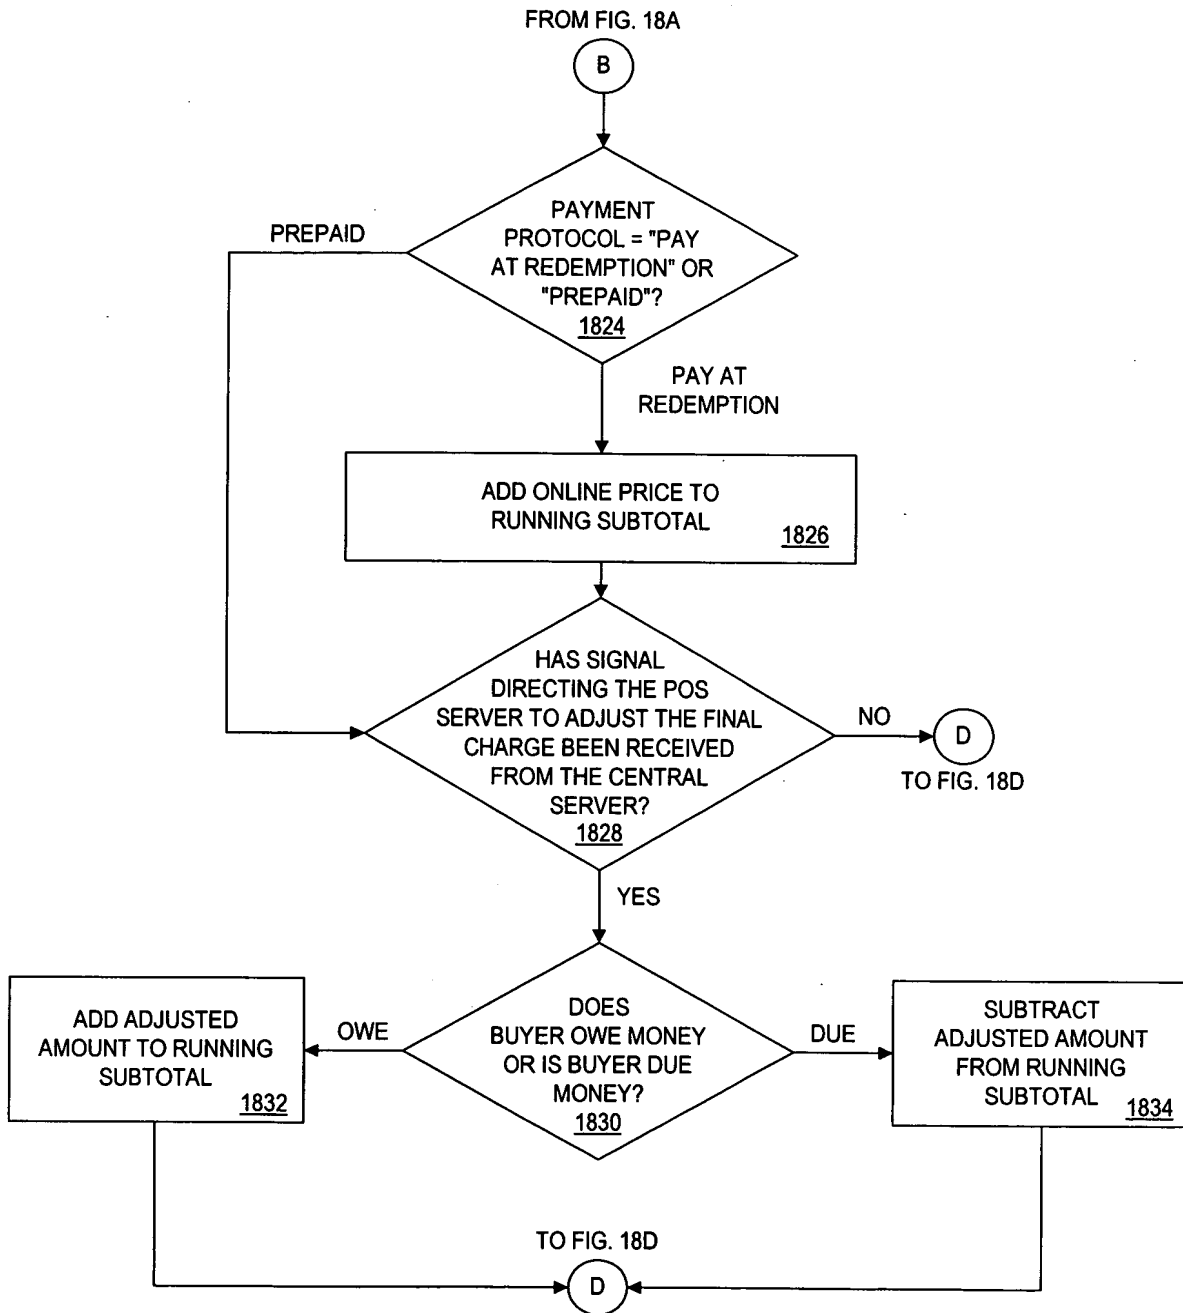 FROM FIG. 18A
B
PAYMENT
PROTOCOL = "PAY
AT REDEMPTION" OR
"PREPAID"?
1824
PREPAID
PAY AT
REDEMPTION
ADD ONLINE PRICE TO
RUNNING SUBTOTAL
1826
HAS SIGNAL
DIRECTING THE POS
SERVER TO ADJUST THE FINAL
CHARGE BEEN RECEIVED
FROM THE CENTRAL
SERVER?
1828
NO
D
TO FIG. 18D
YES
DOES
BUYER OWE MONEY
OR IS BUYER DUE
MONEY?
1830
OWE
ADD ADJUSTED
AMOUNT TO RUNNING
SUBTOTAL
1832
DUE
SUBTRACT
ADJUSTED AMOUNT
FROM RUNNING
SUBTOTAL
1834
TO FIG. 18D
D